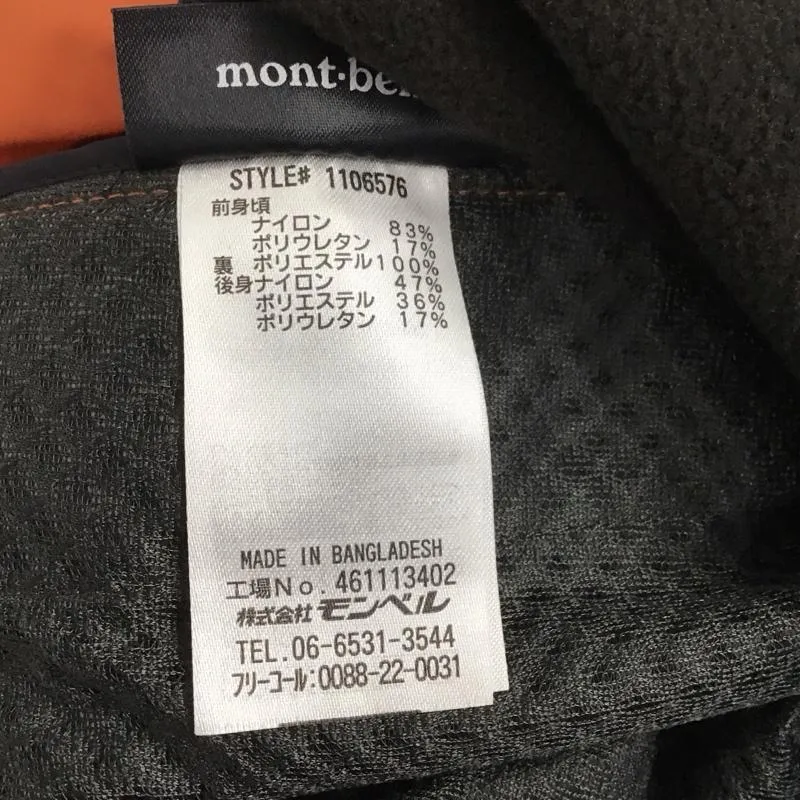 STYLE# 1106576
前身頃
ナイロン 83%
ポリウレタン 17%
裏 ポリエステル100%
後身ナイロン 47%
ポリエステル 36%
ポリウレタン 17%
MADE IN BANGLADESH
工場No. 461113402
株式会社モンベル
TEL.06-6531-3544
フリーコール:0088-22-0031